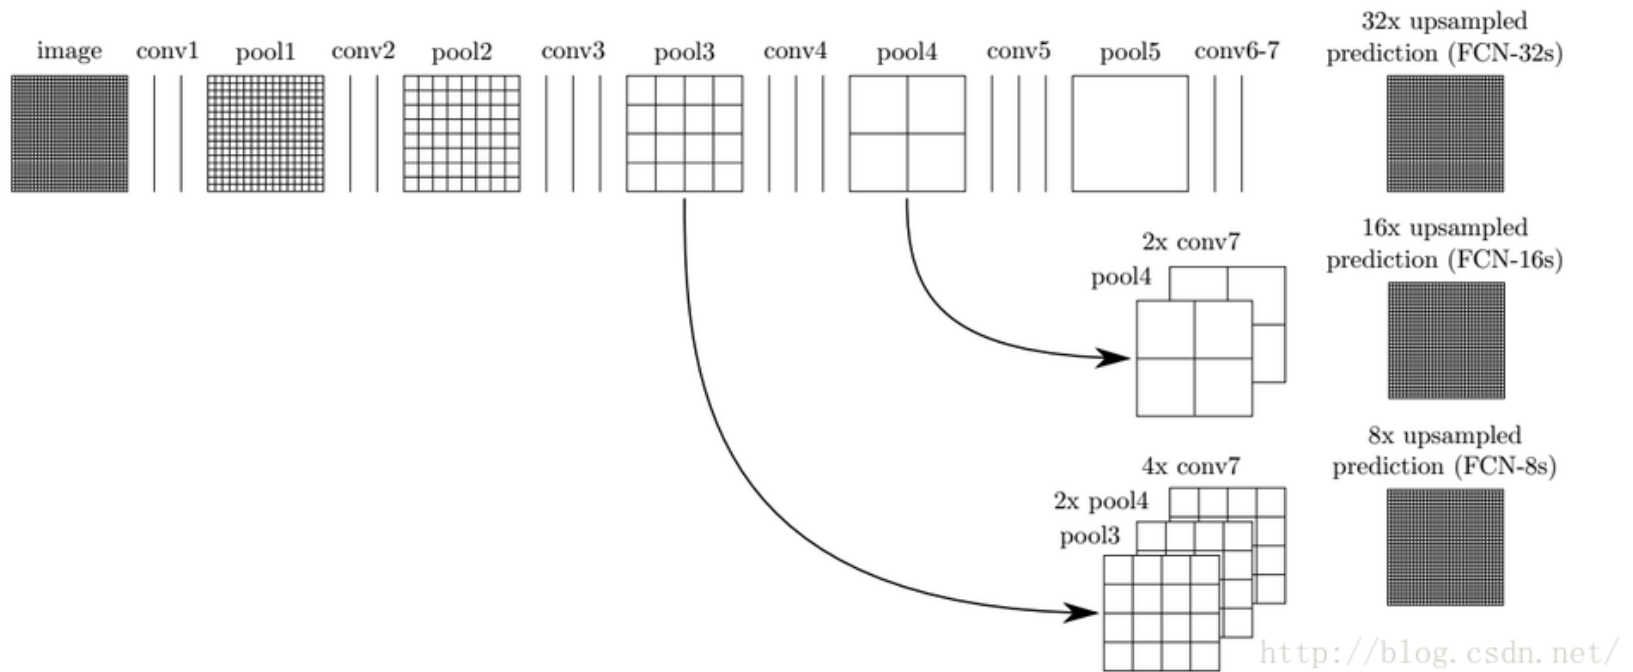 image conv1 pool1 conv2 pool2 conv3 pool3 conv4 pool4 conv5 pool5 conv6-7
32x upsampled
prediction (FCN-32s)
2x conv7
pool4
16x upsampled
prediction (FCN-16s)
4x conv7
2x pool4
pool3
8x upsampled
prediction (FCN-8s)
http://blog.csdn.net/